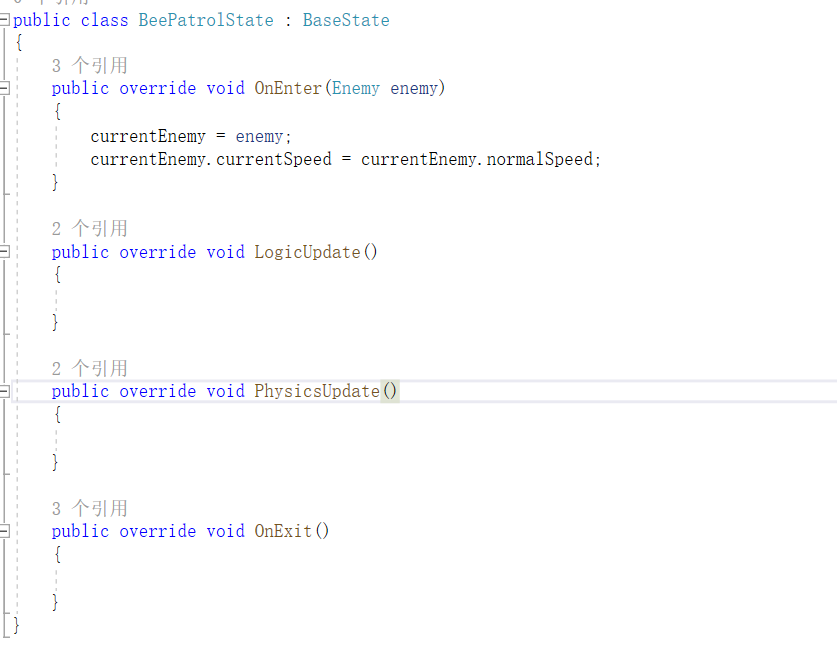 public class BeePatrolState : BaseState
{
3 个引用
public override void OnEnter(Enemy enemy)
{
currentEnemy = enemy;
currentEnemy.currentSpeed = currentEnemy.normalSpeed;
}
2 个引用
public override void LogicUpdate()
{
}
2 个引用
public override void PhysicsUpdate()
{
}
3 个引用
public override void OnExit()
{
}
}